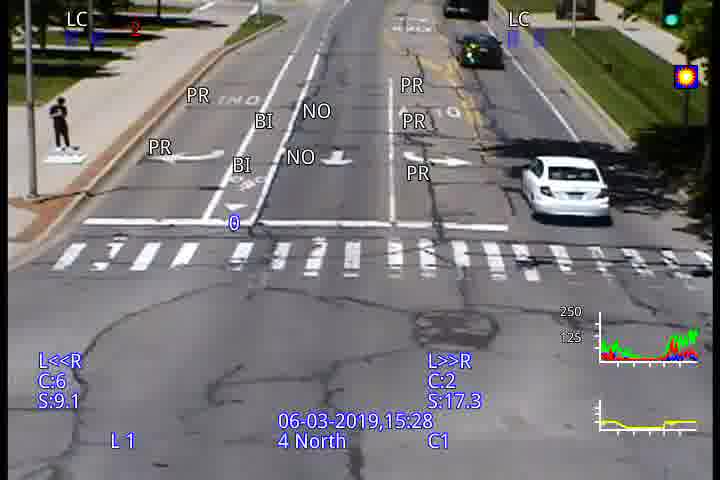 LC
2
LC
PR
PR
NO
BI
PR
PR
NO
BI
PR
0
250
125
L<<R
C:6
S:9.1
L>>R
C:2
S:17.3
06-03-2019,15:28
L 1
4 North
C1